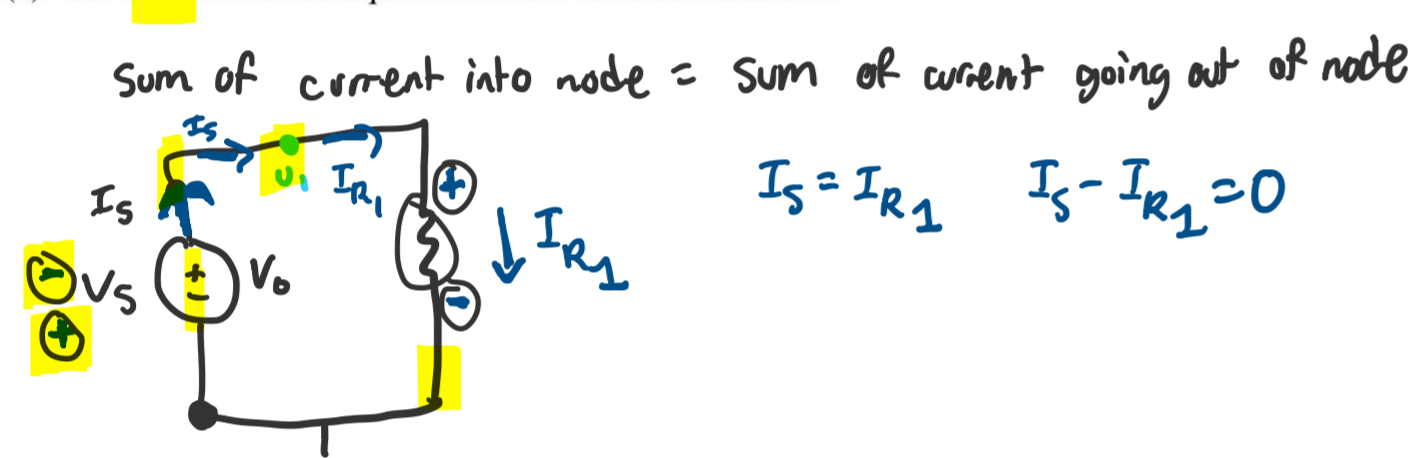 Sum of current into node = Sum of current going out of node
Is
Is
u1
IR1
+
IR1
Is = IR1
Is - IR1 = 0
-
Vs
+
+
-
Vo
-